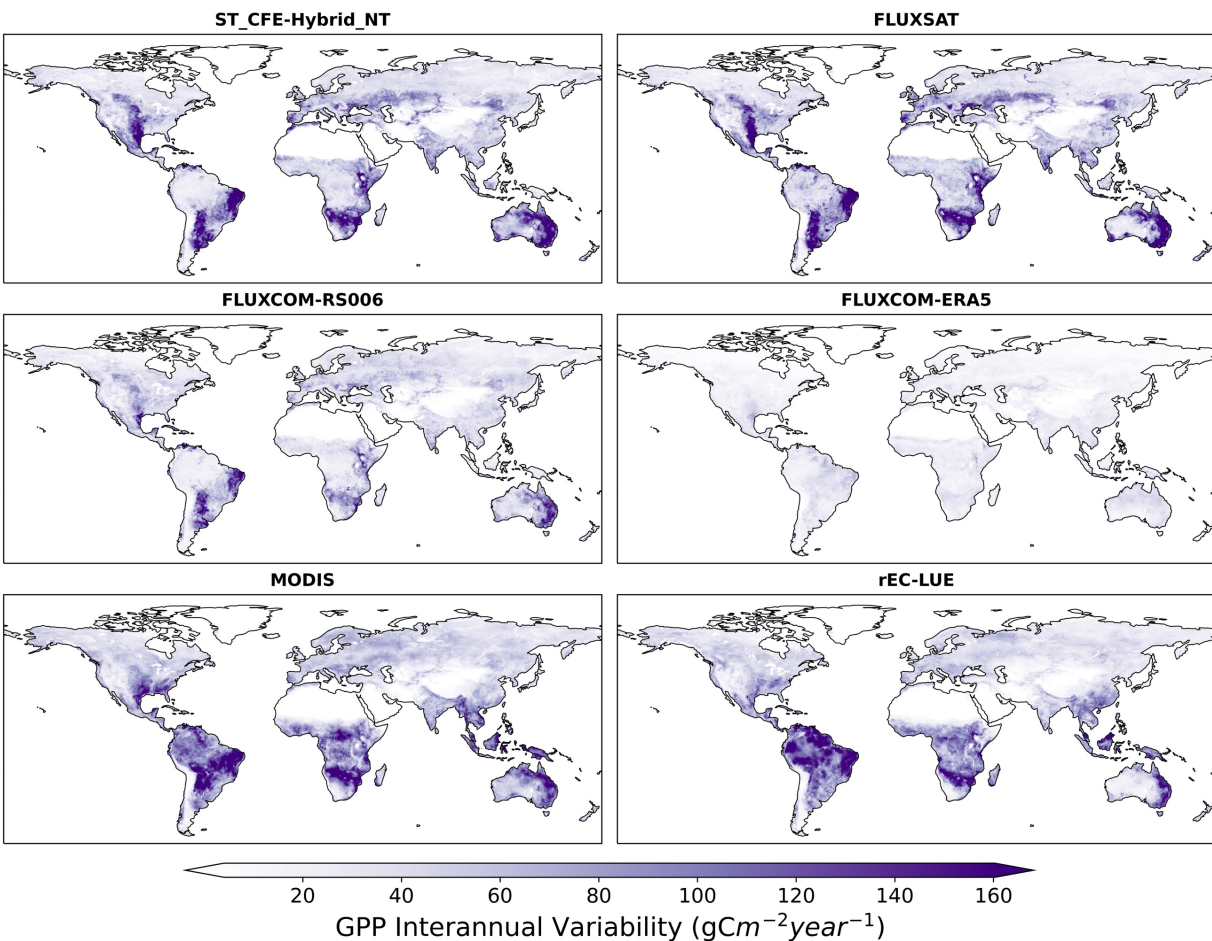 ST_CFE-Hybrid_NT FLUXSAT
FLUXCOM-RS006 FLUXCOM-ERA5
MODIS rEC-LUE
20 40 60 80 100 120 140 160
GPP Interannual Variability (gCm⁻²year⁻¹)